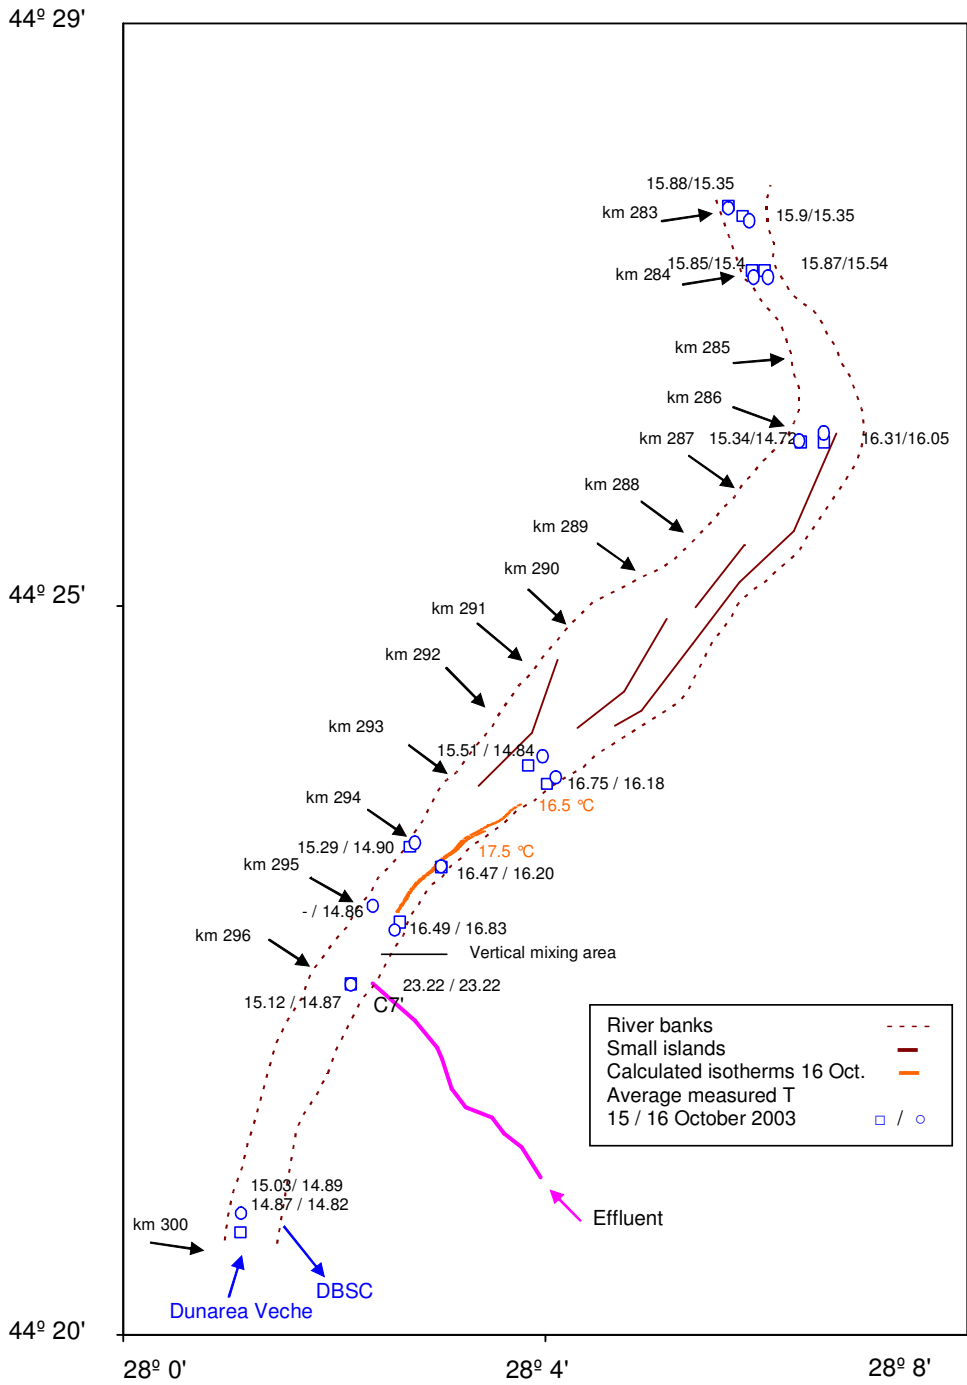 44º 29'
15.88/15.35
km 283
15.9/15.35
15.85/15.4
15.87/15.54
km 284
km 285
km 286
km 287
15.34/14.72
16.31/16.05
km 288
km 289
km 290
44º 25'
km 291
km 292
km 293
15.51 / 14.84
16.75 / 16.18
km 294
16.5 ºC
15.29 / 14.90
17.5 ºC
km 295
16.47 / 16.20
- / 14.86
16.49 / 16.83
km 296
Vertical mixing area
15.12 / 14.87
C7'
23.22 / 23.22
River banks
Small islands
Calculated isotherms 16 Oct.
Average measured T
15 / 16 October 2003 /
15.03/ 14.89
14.87 / 14.82
km 300
Effluent
DBSC
Dunarea Veche
44º 20'
28º 0'
28º 4'
28º 8'